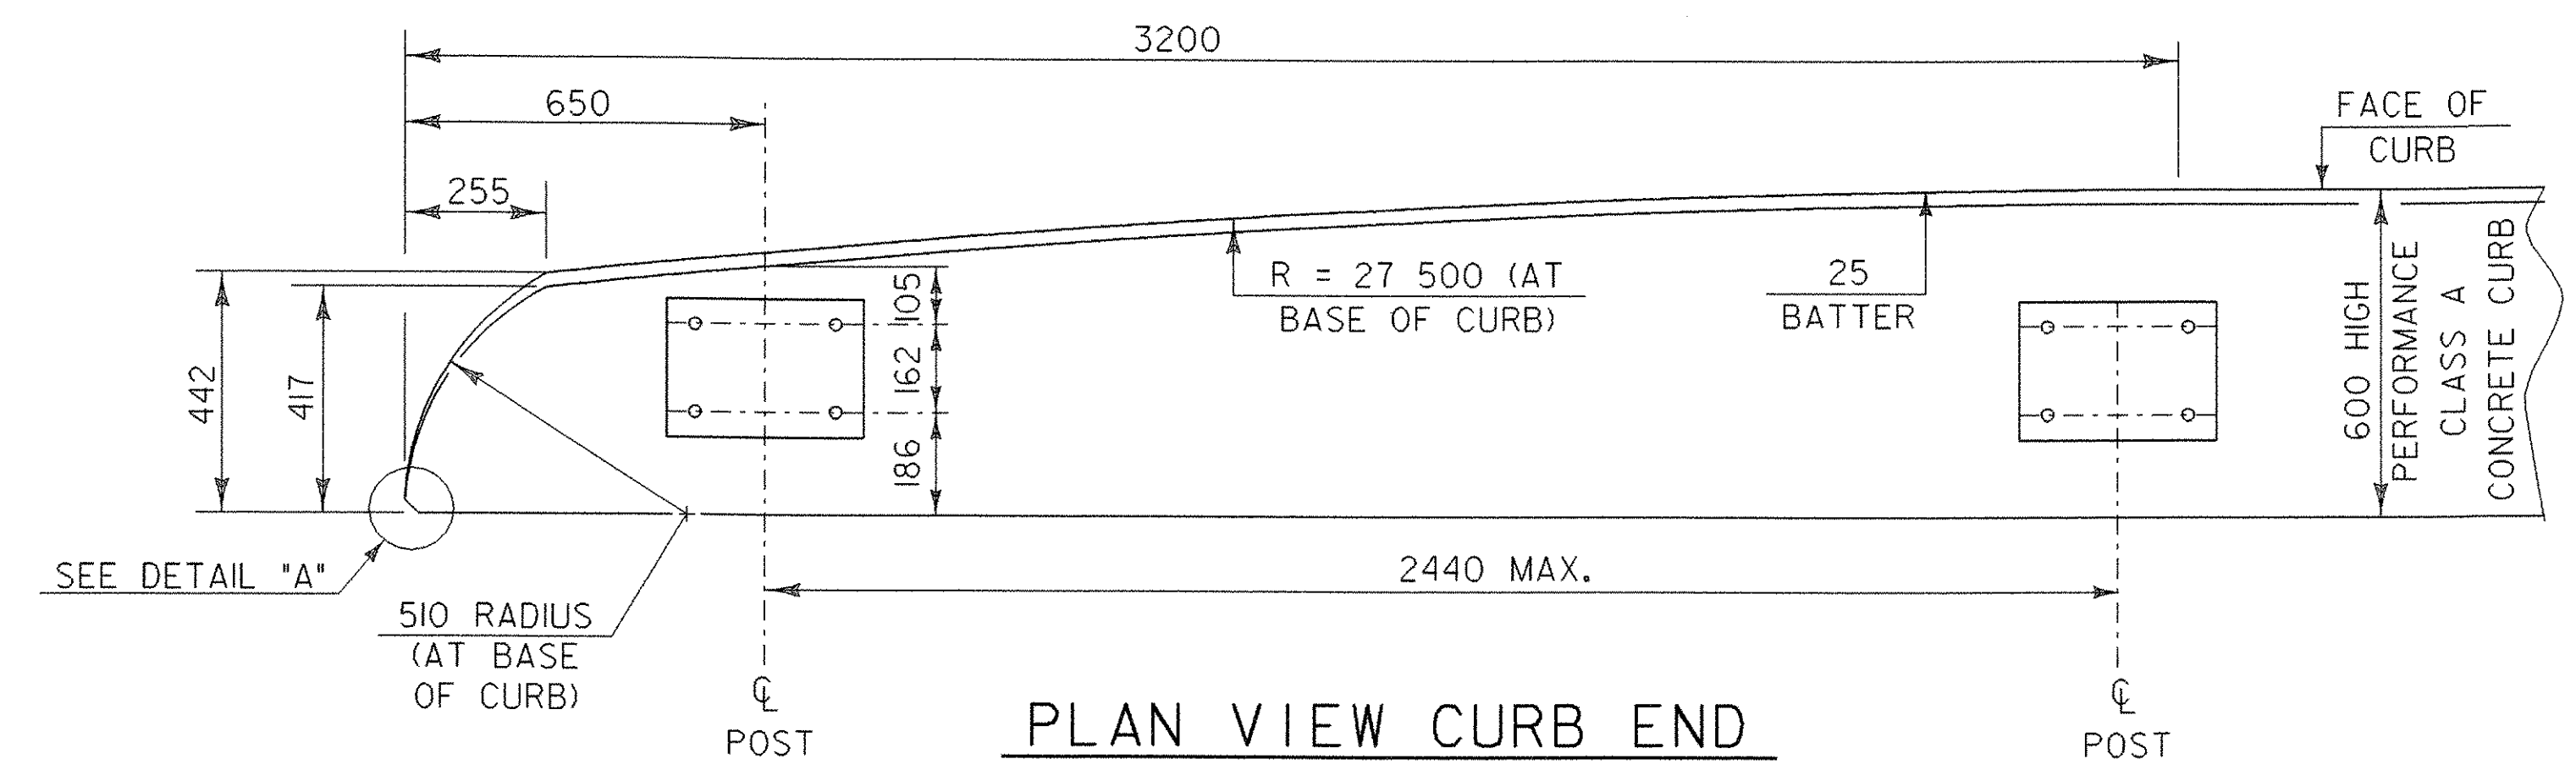 3200
650
FACE OF
CURB
255
442
417
105
162
186
R = 27 500 (AT
BASE OF CURB)
25
BATTER
600 HIGH
PERFORMANCE
CLASS A
CONCRETE CURB
SEE DETAIL "A"
2440 MAX.
510 RADIUS
(AT BASE
OF CURB)
℄
POST
℄
POST
PLAN VIEW CURB END